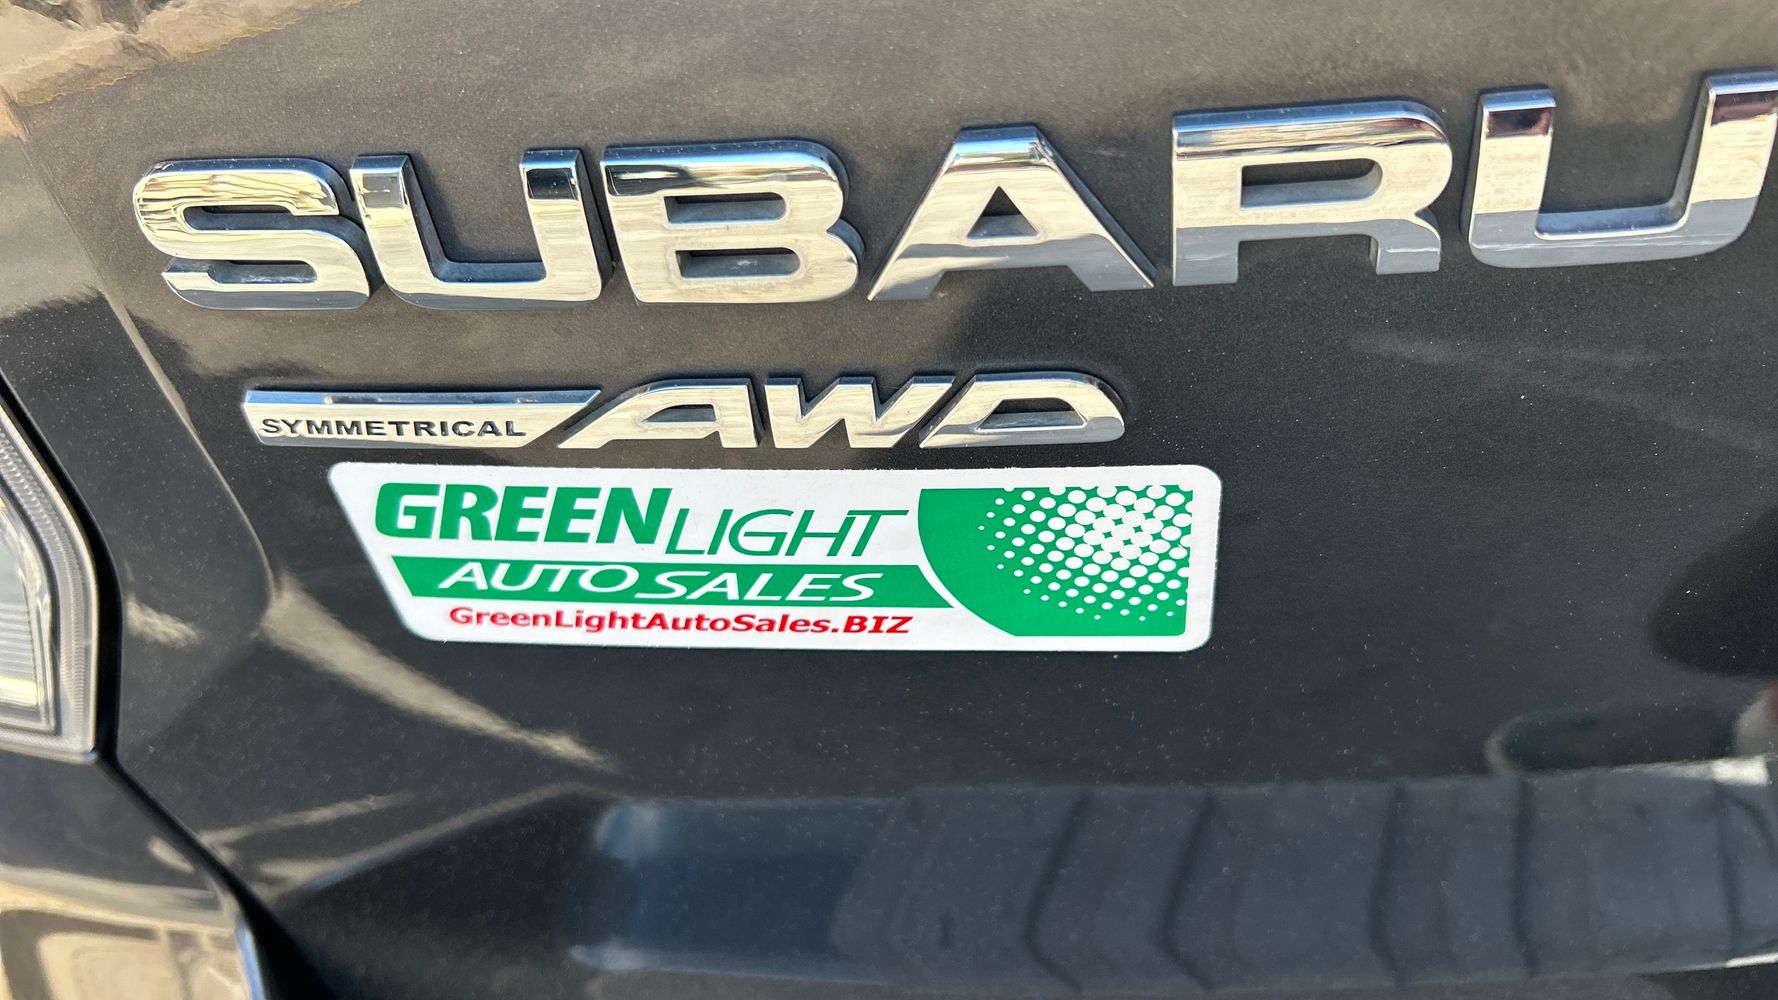 SUBARU
SYMMETRICAL AWD
GREENLIGHT
AUTO SALES
GreenLightAutoSales.BIZ